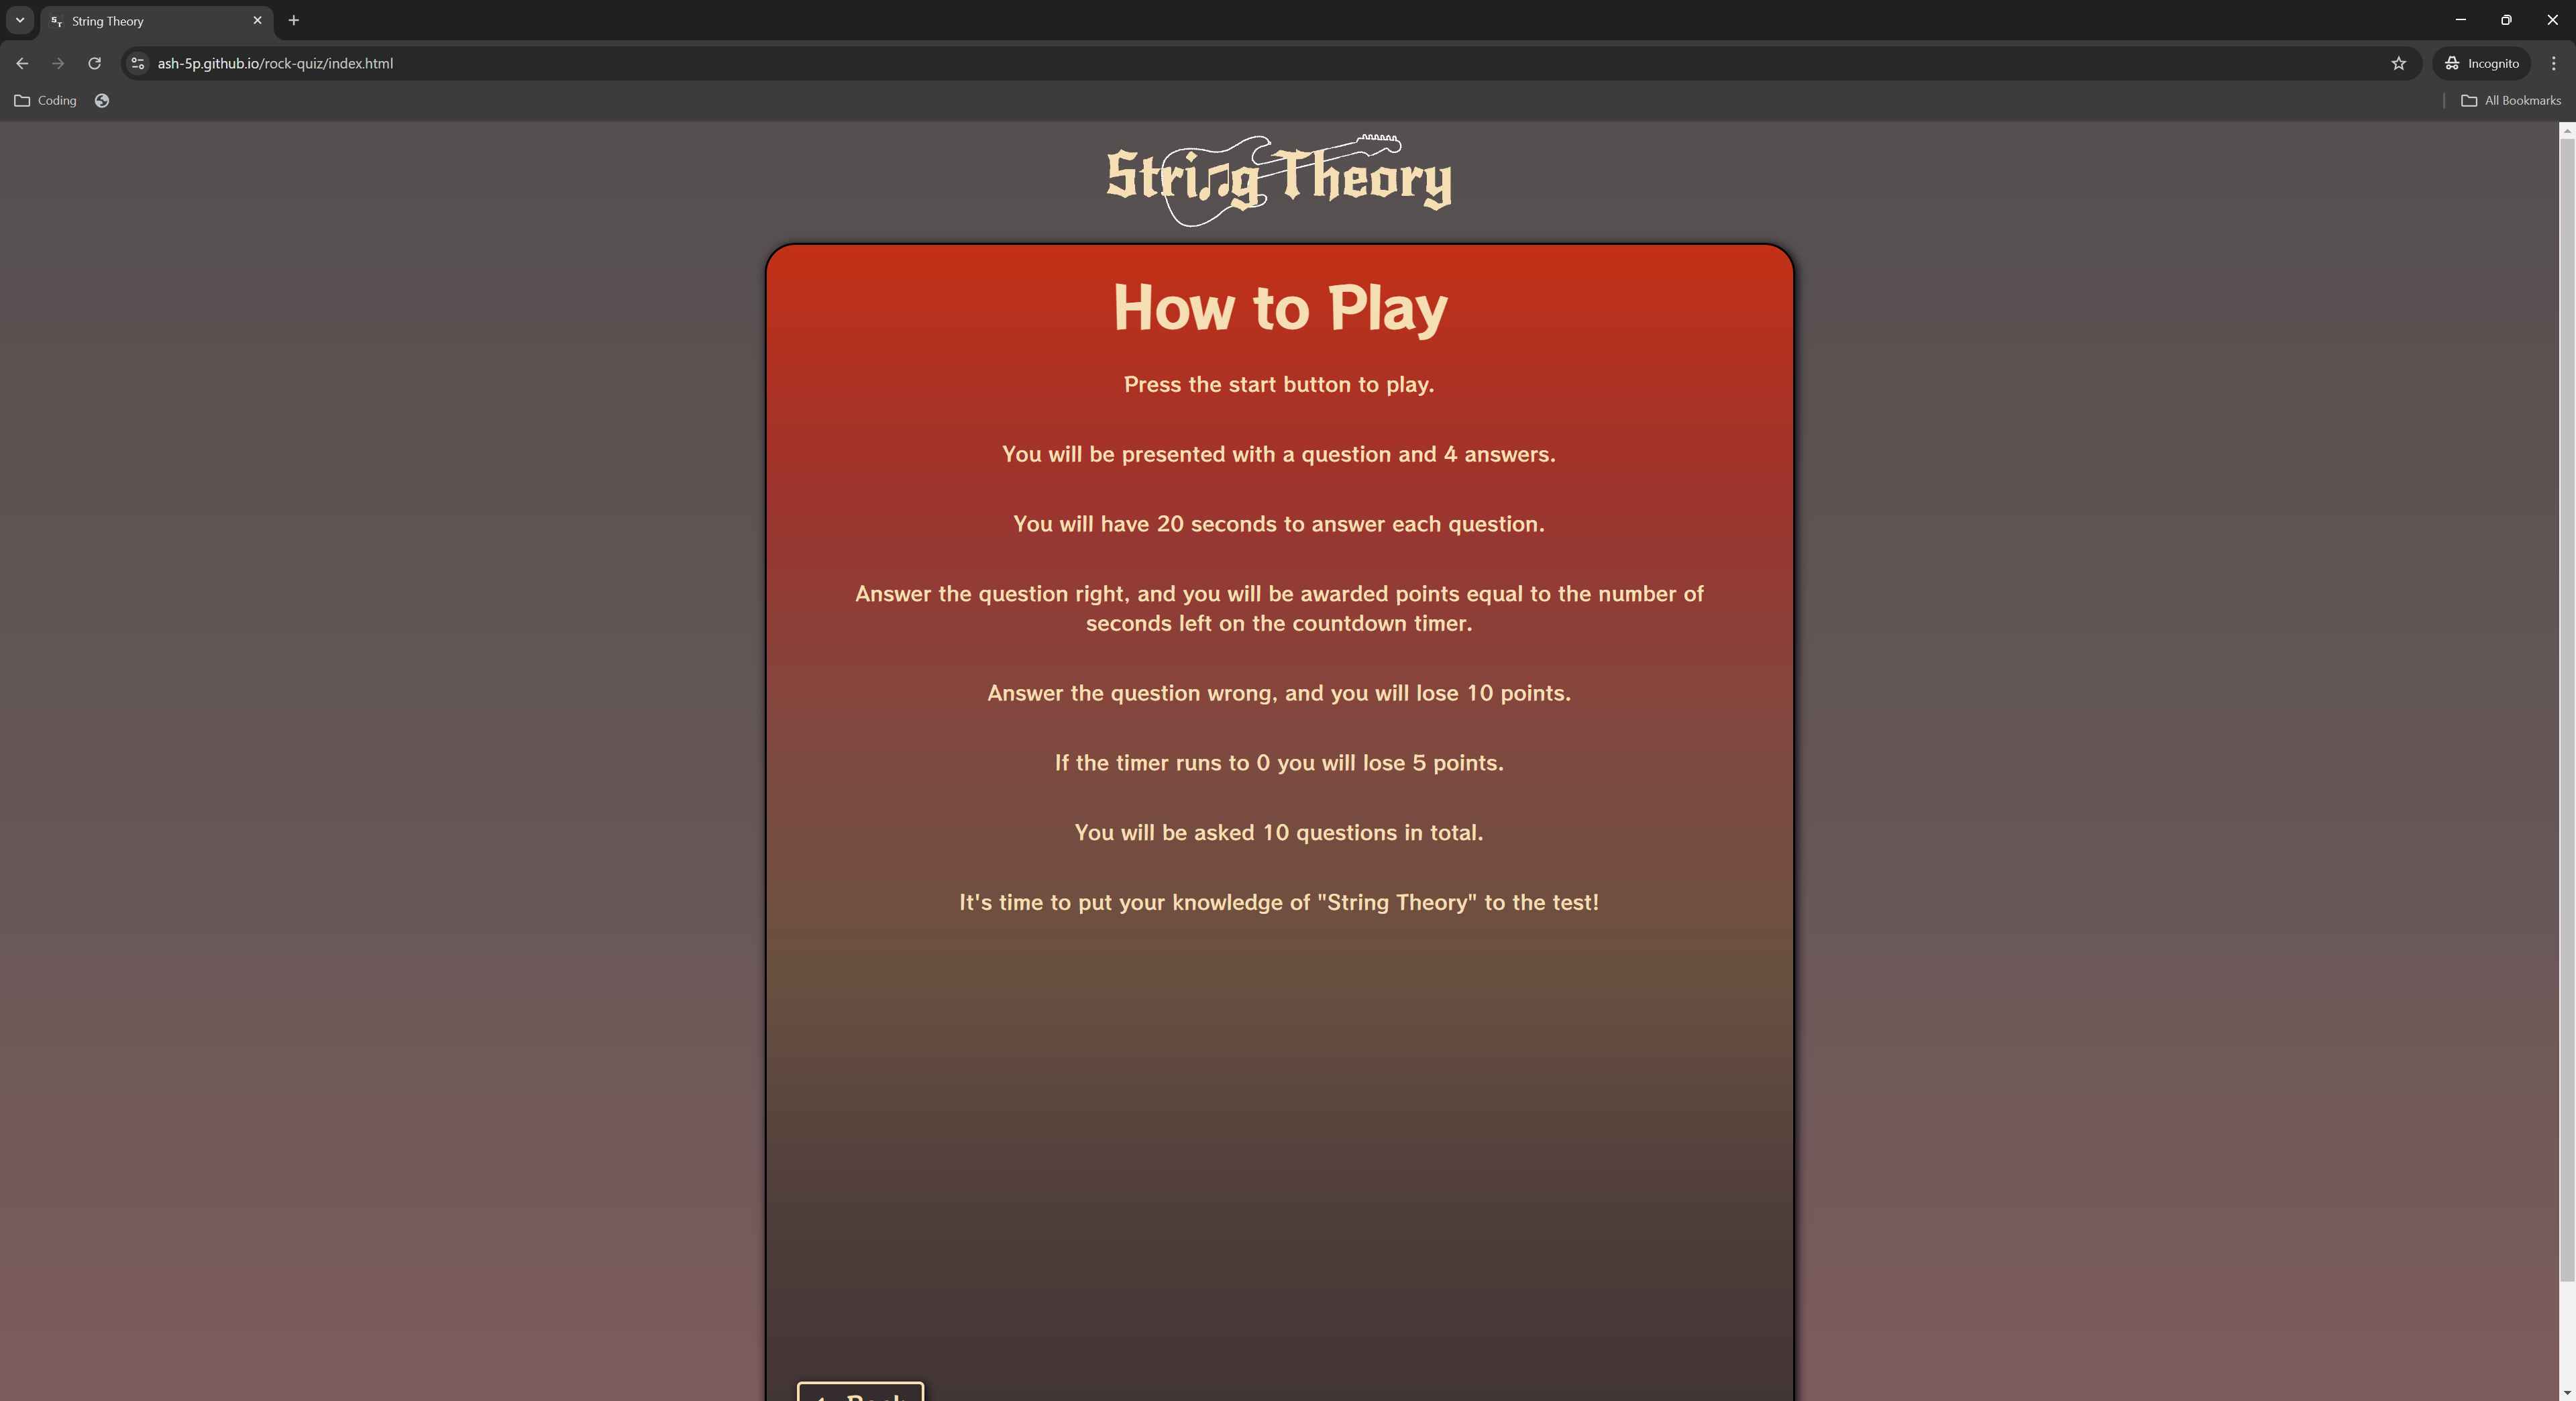 String Theory
ash-5p.github.io/rock-quiz/index.html
Incognito
Coding
All Bookmarks
String Theory
How to Play
Press the start button to play.
You will be presented with a question and 4 answers.
You will have 20 seconds to answer each question.
Answer the question right, and you will be awarded points equal to the number of
seconds left on the countdown timer.
Answer the question wrong, and you will lose 10 points.
If the timer runs to 0 you will lose 5 points.
You will be asked 10 questions in total.
It's time to put your knowledge of "String Theory" to the test!